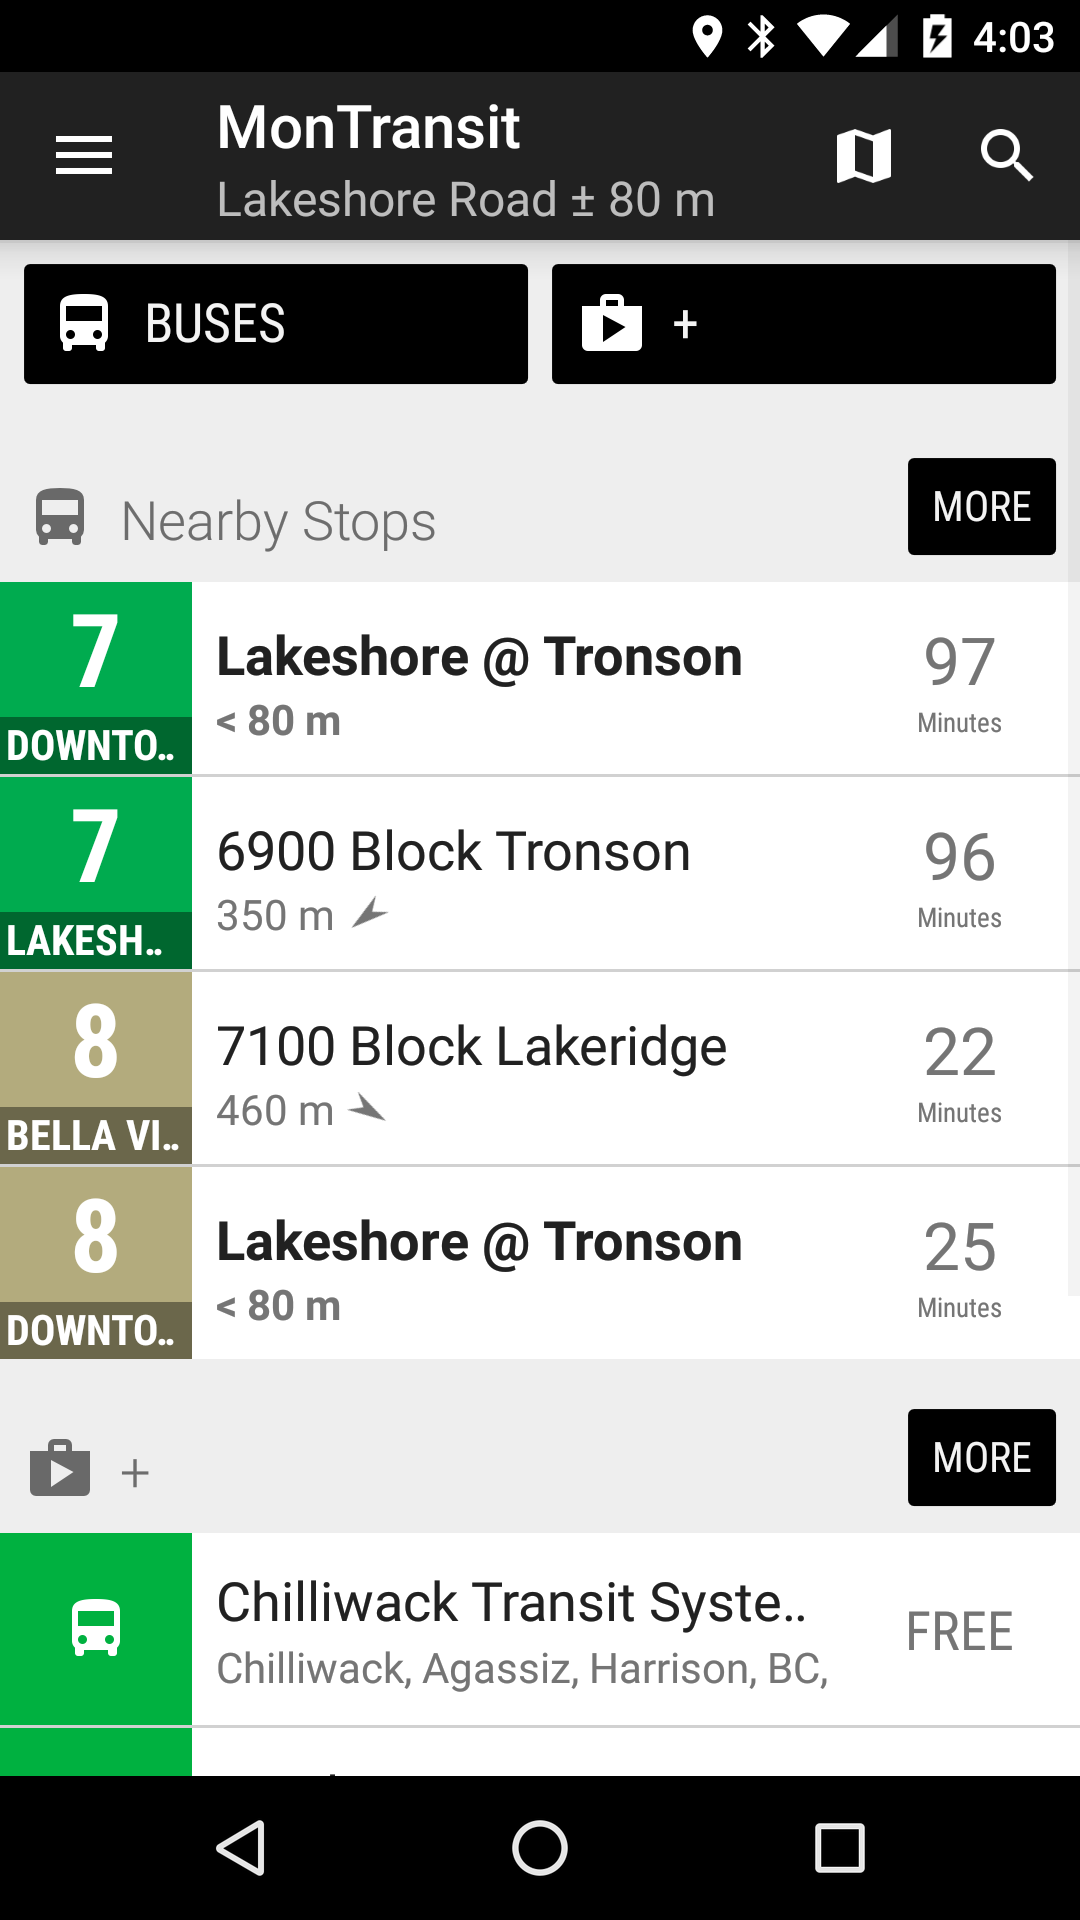 4:03
MonTransit
Lakeshore Road ± 80 m
BUSES
+
Nearby Stops
MORE
7
DOWNTO..
Lakeshore @ Tronson
< 80 m
97
Minutes
7
LAKESH..
6900 Block Tronson
350 m
96
Minutes
8
BELLA VI..
7100 Block Lakeridge
460 m
22
Minutes
8
DOWNTO..
Lakeshore @ Tronson
< 80 m
25
Minutes
+
MORE
Chilliwack Transit Syste..
Chilliwack, Agassiz, Harrison, BC,
FREE